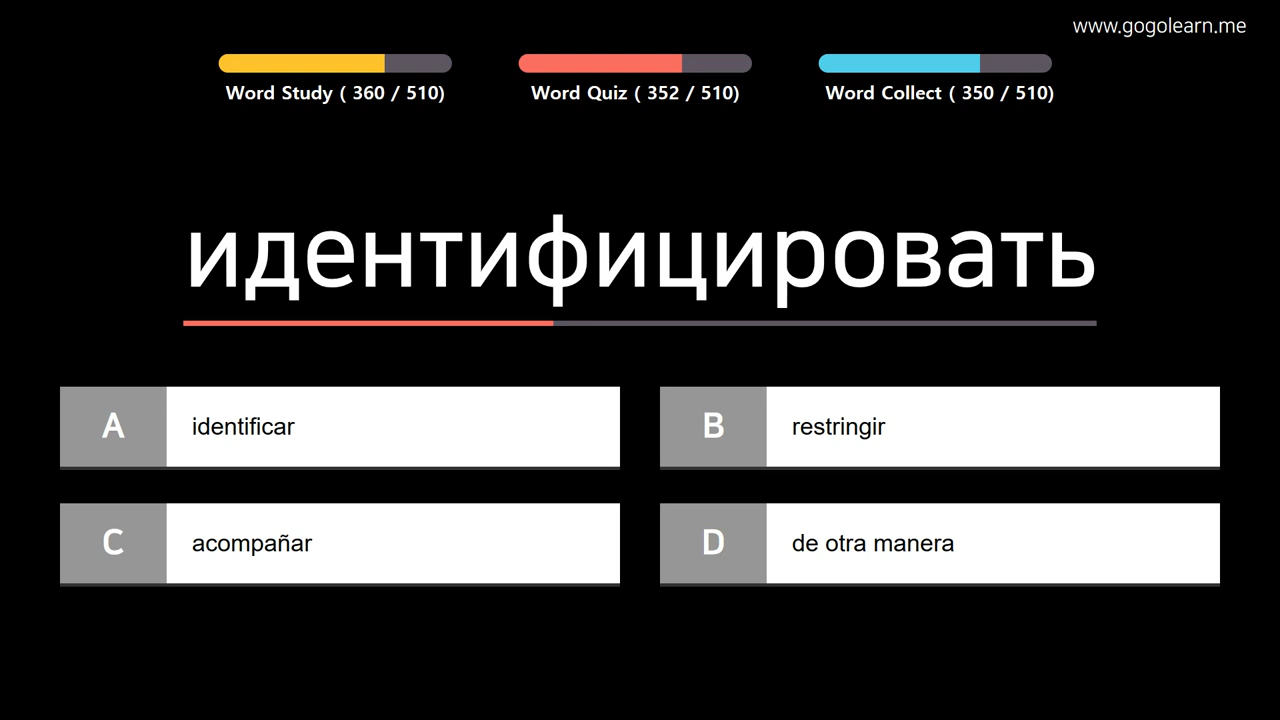 www.gogolearn.me
Word Study ( 360 / 510)
Word Quiz ( 352 / 510)
Word Collect ( 350 / 510)
идентифицировать
A identificar
B restringir
C acompañar
D de otra manera